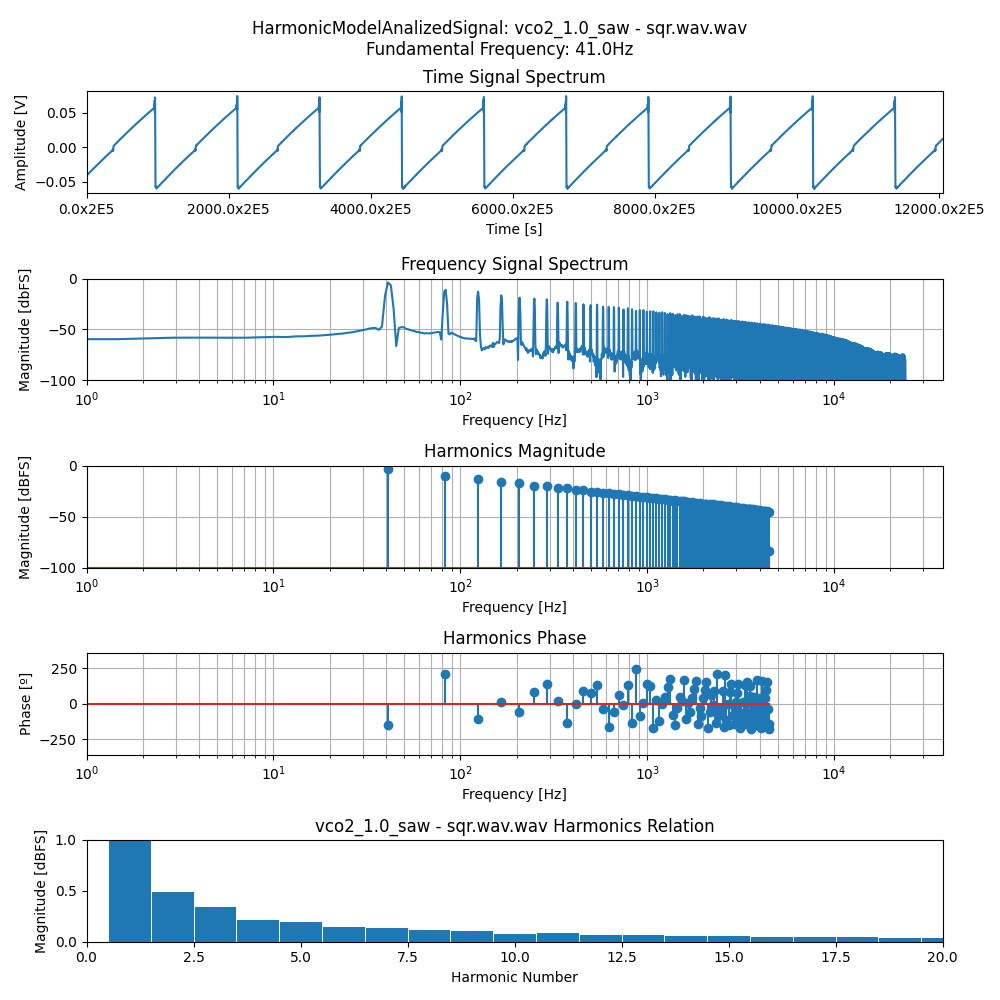 HarmonicModelAnalizedSignal: vco2_1.0_saw - sqr.wav.wav
Fundamental Frequency: 41.0Hz
Time Signal Spectrum
Amplitude [V]
0.05
0.00
−0.05
0.0x2E5 2000.0x2E5 4000.0x2E5 6000.0x2E5 8000.0x2E5 10000.0x2E5 12000.0x2E5
Time [s]
Frequency Signal Spectrum
Magnitude [dbFS]
0
−50
−100
10^0 10^1 10^2 10^3 10^4
Frequency [Hz]
Harmonics Magnitude
Magnitude [dBFS]
0
−50
−100
10^0 10^1 10^2 10^3 10^4
Frequency [Hz]
Harmonics Phase
Phase [º]
250
0
−250
10^0 10^1 10^2 10^3 10^4
Frequency [Hz]
vco2_1.0_saw - sqr.wav.wav Harmonics Relation
Magnitude [dBFS]
1.0
0.5
0.0
0.0 2.5 5.0 7.5 10.0 12.5 15.0 17.5 20.0
Harmonic Number